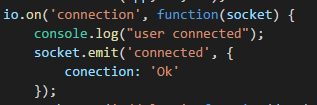 io.on('connection', function(socket) {
console.log("user connected");
socket.emit('connected', {
conection: 'Ok'
});